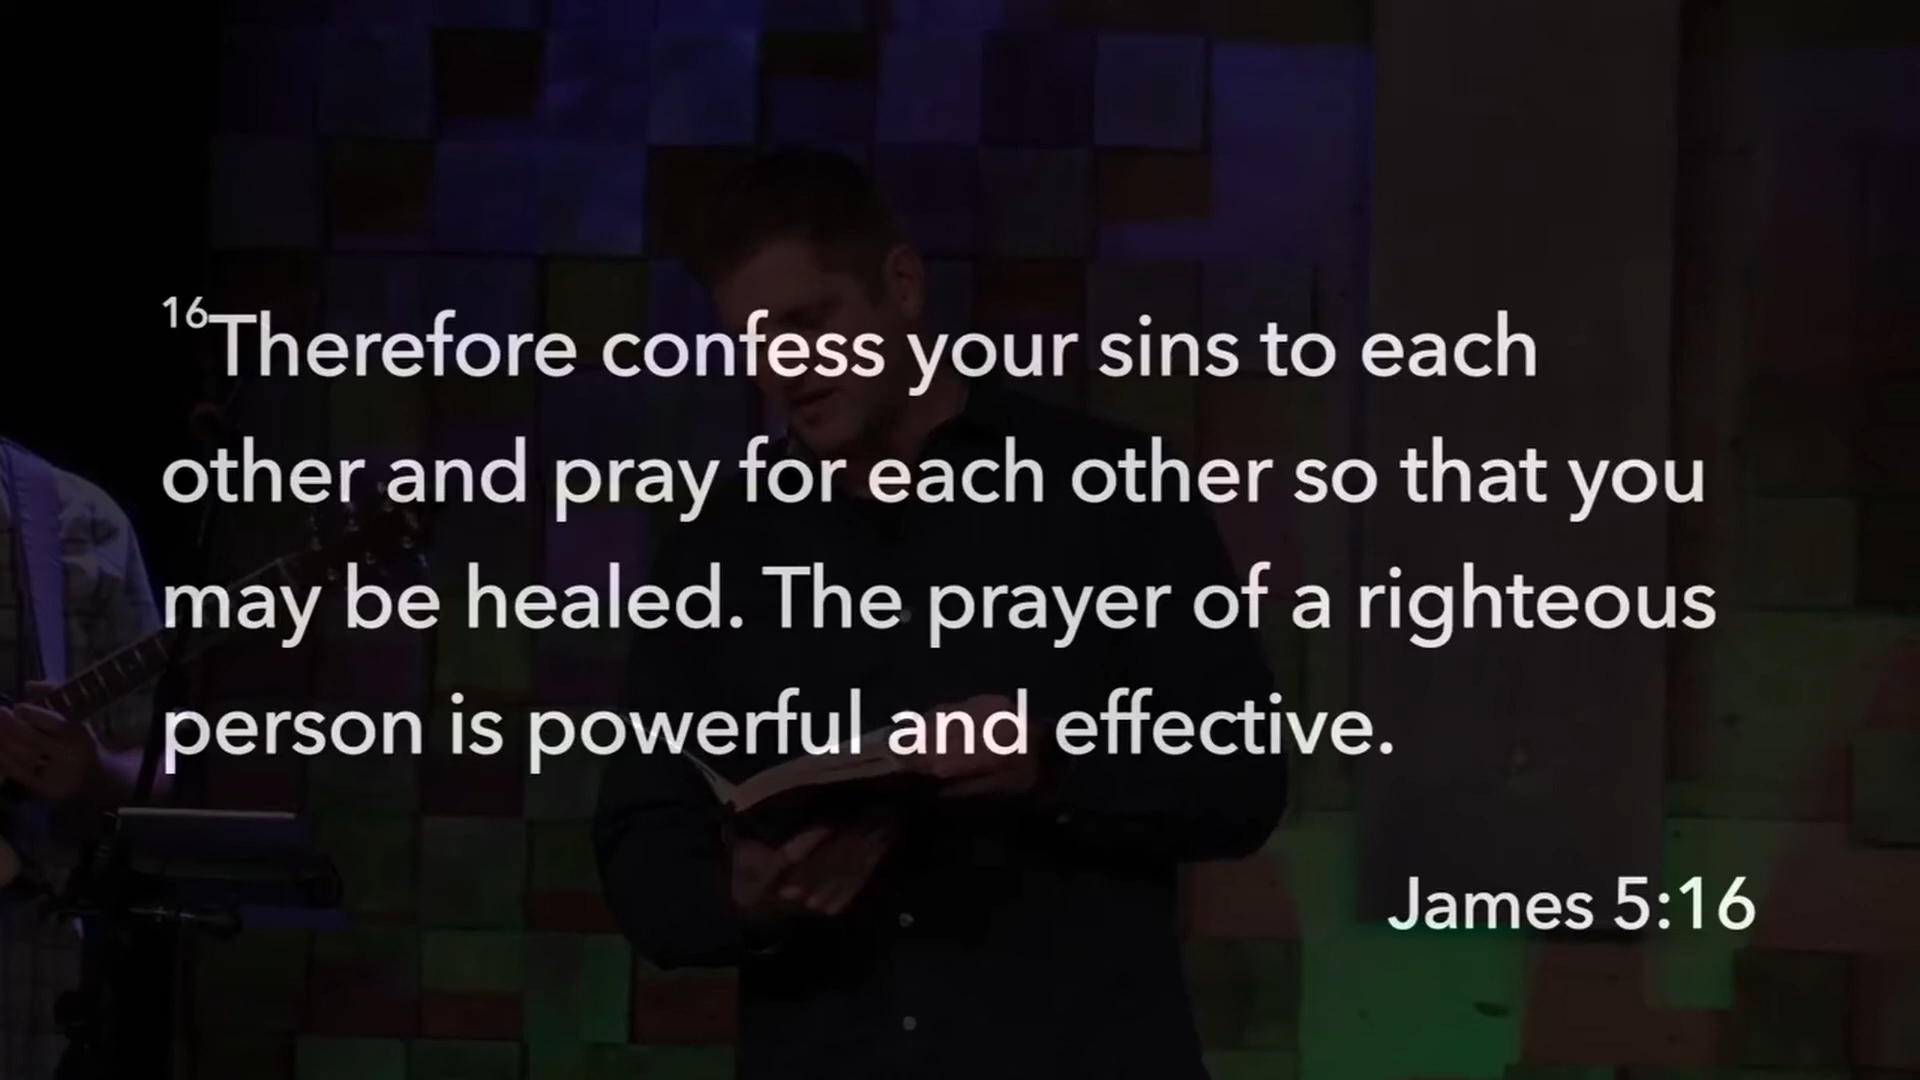 16Therefore confess your sins to each
other and pray for each other so that you
may be healed. The prayer of a righteous
person is powerful and effective.
James 5:16